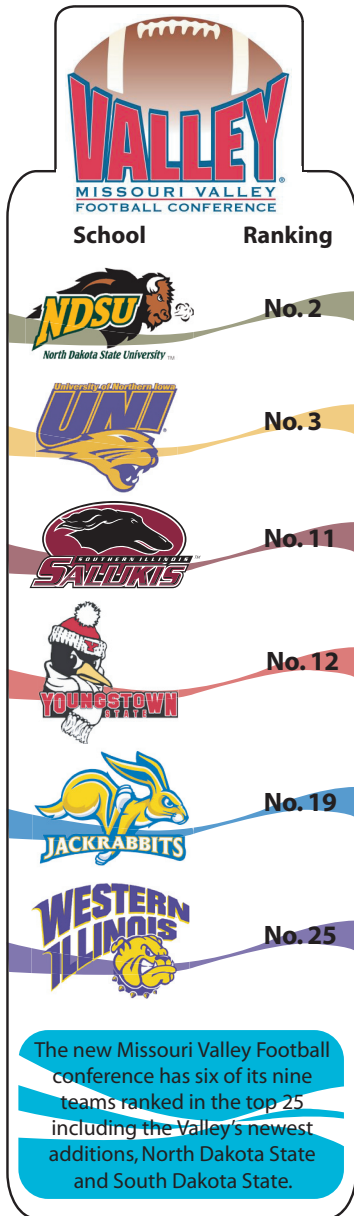 VALLEY®
MISSOURI VALLEY
FOOTBALL CONFERENCE
School Ranking
NDSU
North Dakota State University TM
No. 2
University of Northern Iowa
UNI
No. 3
SOUTHERN ILLINOIS TM
SALUKIS
No. 11
Y
YOUNGSTOWN
STATE
No. 12
JACKRABBITS
No. 19
WESTERN
ILLINOIS
No. 25
The new Missouri Valley Football
conference has six of its nine
teams ranked in the top 25
including the Valley's newest
additions, North Dakota State
and South Dakota State.